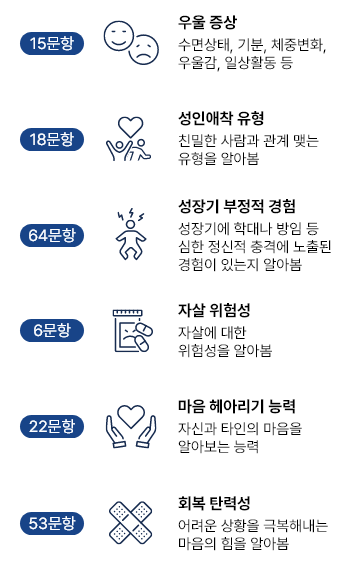 15문항
우울 증상
수면상태, 기분, 체중변화,
우울감, 일상활동 등
18문항
성인애착 유형
친밀한 사람과 관계 맺는
유형을 알아봄
64문항
성장기 부정적 경험
성장기에 학대나 방임 등
심한 정신적 충격에 노출된
경험이 있는지 알아봄
6문항
자살 위험성
자살에 대한
위험성을 알아봄
22문항
마음 헤아리기 능력
자신과 타인의 마음을
알아보는 능력
53문항
회복 탄력성
어려운 상황을 극복해내는
마음의 힘을 알아봄